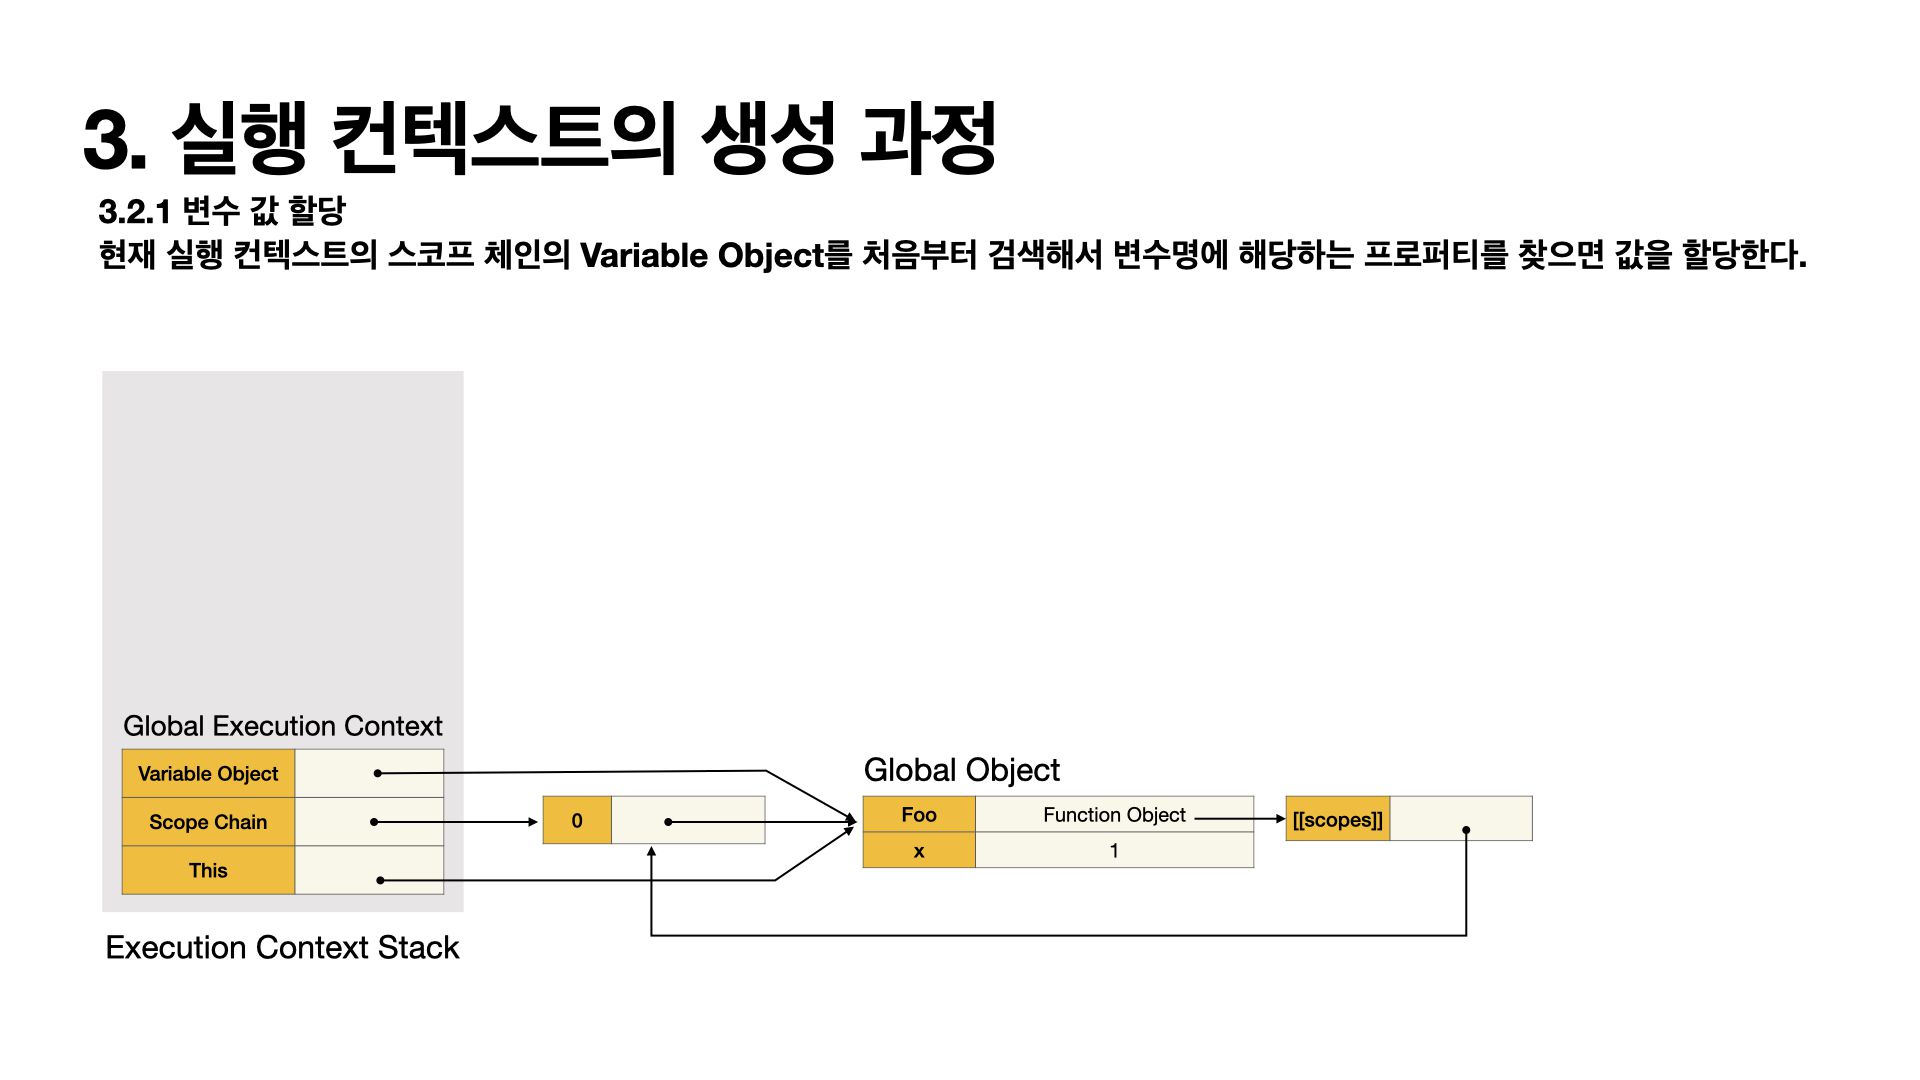 3. 실행 컨텍스트의 생성 과정
3.2.1 변수 값 할당
현재 실행 컨텍스트의 스코프 체인의 Variable Object를 처음부터 검색해서 변수명에 해당하는 프로퍼티를 찾으면 값을 할당한다.
Global Execution Context
Variable Object
Scope Chain
This
Execution Context Stack
0
Global Object
Foo
Function Object
x
1
[[scopes]]